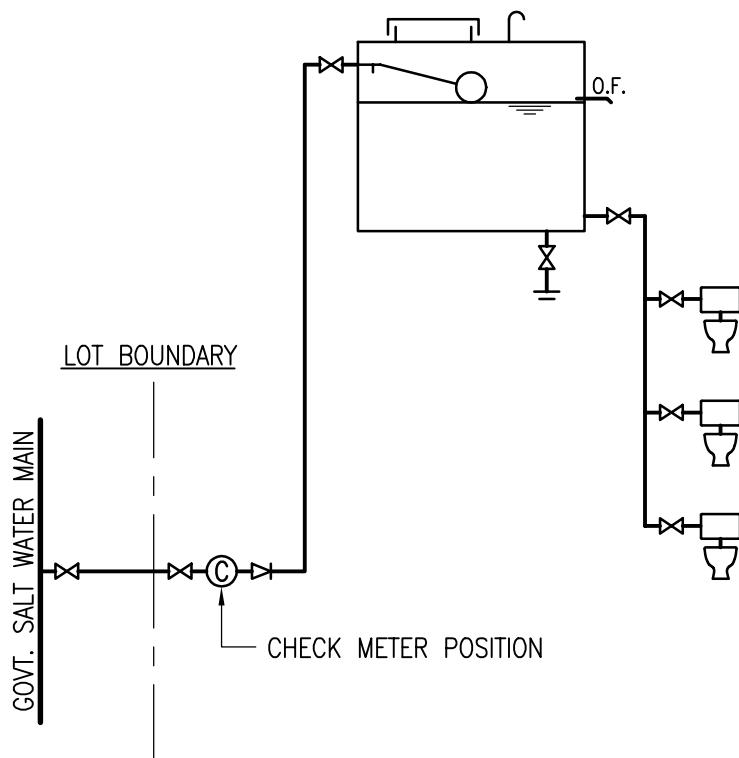 O.F.
LOT BOUNDARY
GOVT. SALT WATER MAIN
C
CHECK METER POSITION